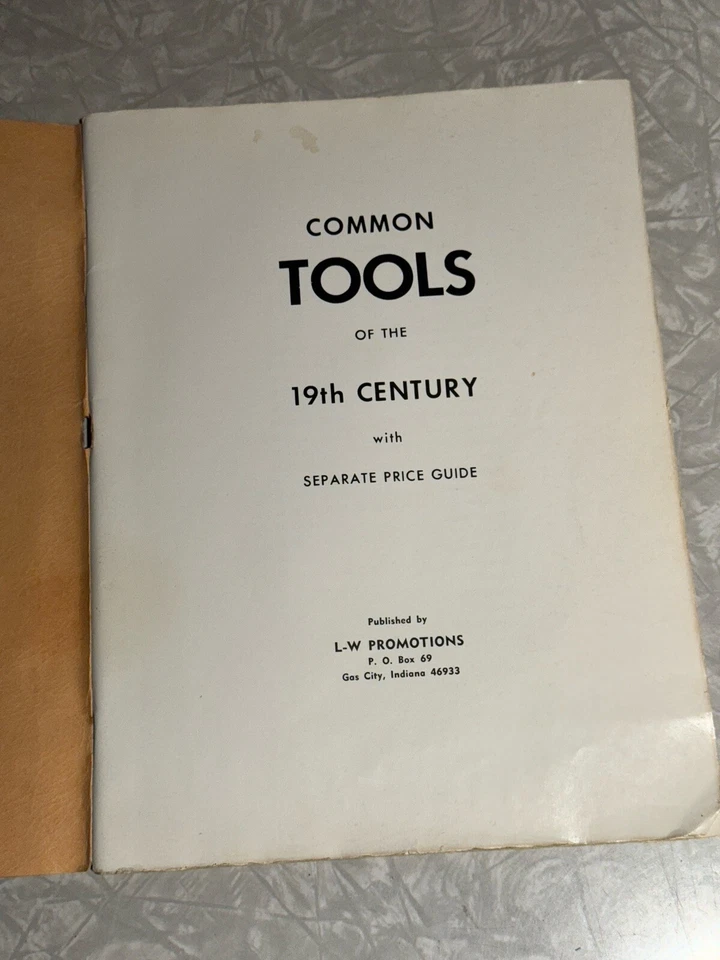 COMMON
TOOLS
OF THE
19th CENTURY
with
SEPARATE PRICE GUIDE
Published by
L-W PROMOTIONS
P. O. Box 69
Gas City, Indiana 46933